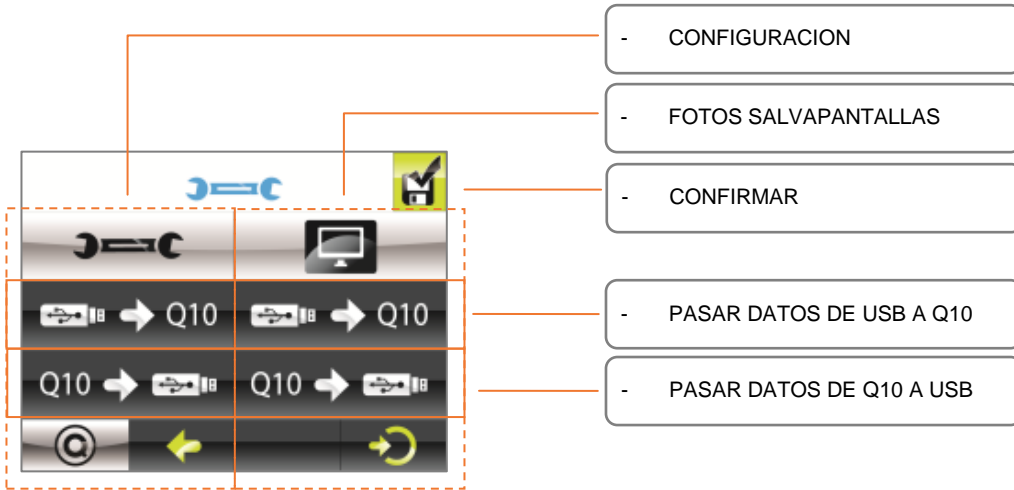 - CONFIGURACION
- FOTOS SALVAPANTALLAS
- CONFIRMAR
Q10 Q10
- PASAR DATOS DE USB A Q10
Q10 Q10
- PASAR DATOS DE Q10 A USB